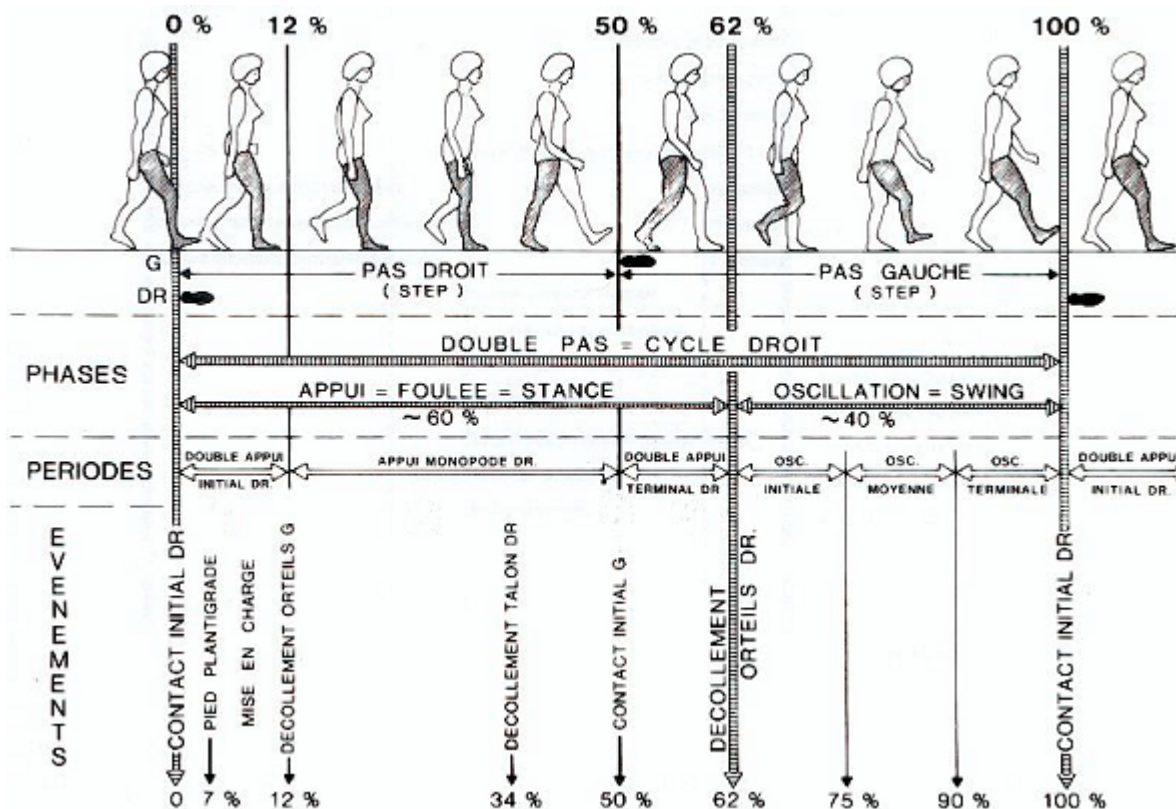 0 % 12 % 50 % 62 % 100 %
G
PAS DROIT
( STEP )
PAS GAUCHE
( STEP )
DR
DOUBLE PAS = CYCLE DROIT
PHASES
APPUI = FOULEE = STANCE
~ 60 %
OSCILLATION = SWING
~ 40 %
PERIODES
DOUBLE APPUI
INITIAL DR.
APPUI MONOPODE DR.
DOUBLE APPUI
TERMINAL DR
OSC.
INITIALE
OSC.
MOYENNE
OSC.
TERMINALE
DOUBLE APPUI
INITIAL DR.
EVENEMENTS
CONTACT INITIAL DR
PIED PLANTIGRADE
MISE EN CHARGE
DECOLLEMENT ORTEILS G
DECOLLEMENT TALON DR
CONTACT INITIAL G
DECOLLEMENT
ORTEILS DR.
CONTACT INITIAL DR
0 7 % 12 % 34 % 50 % 62 % 75 % 90 % 100 %